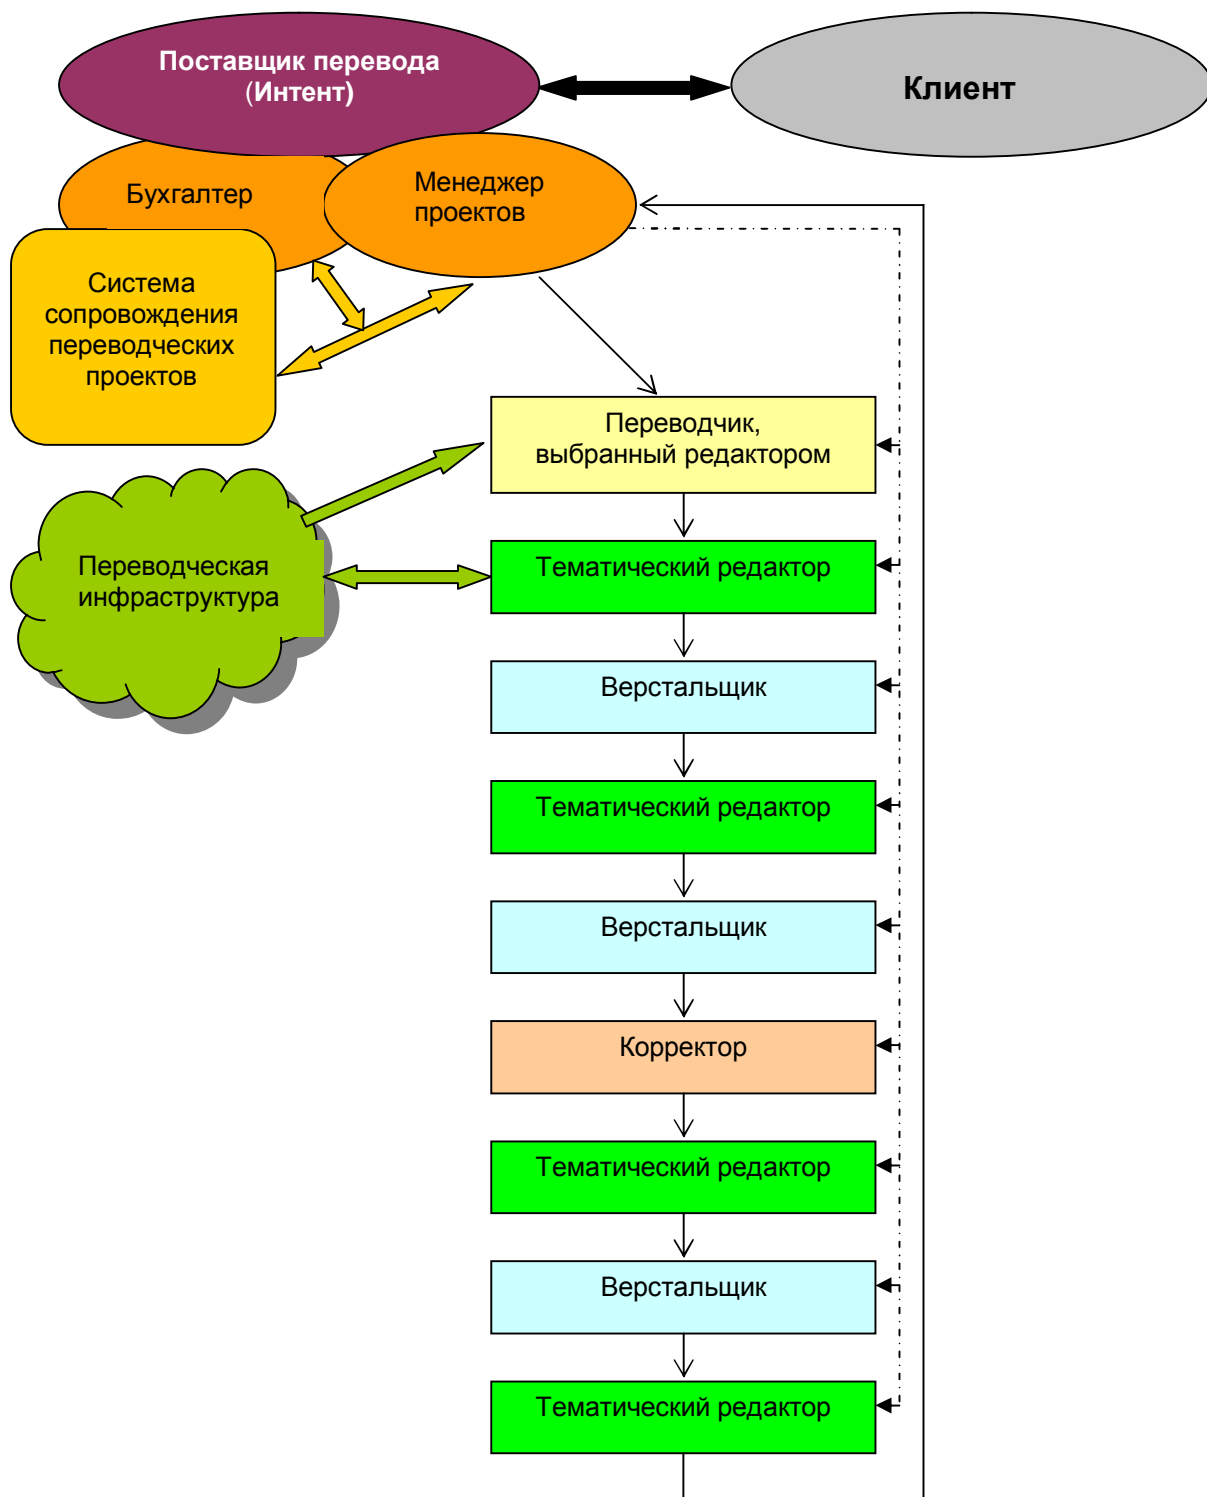 Поставщик перевода
(Интент)
Клиент
Бухгалтер
Менеджер
проектов
Система
сопровождения
переводческих
проектов
Переводчик,
выбранный редактором
Переводческая
инфраструктура
Тематический редактор
Верстальщик
Тематический редактор
Верстальщик
Корректор
Тематический редактор
Верстальщик
Тематический редактор